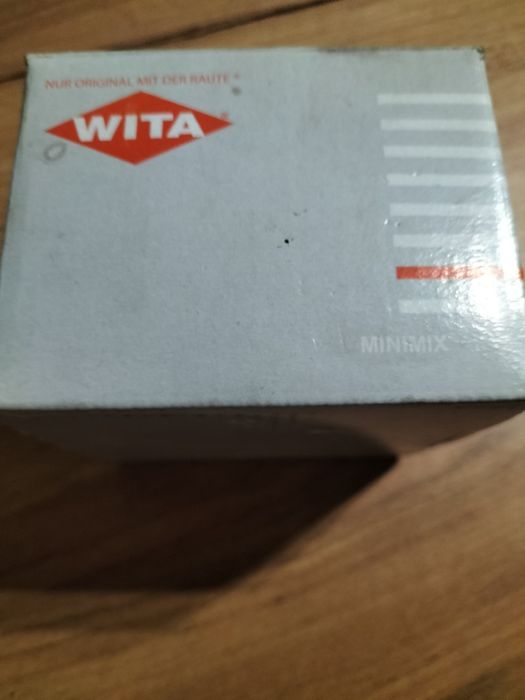 NUR ORIGINAL MIT DER RAUTE
WITA
MINIMIX